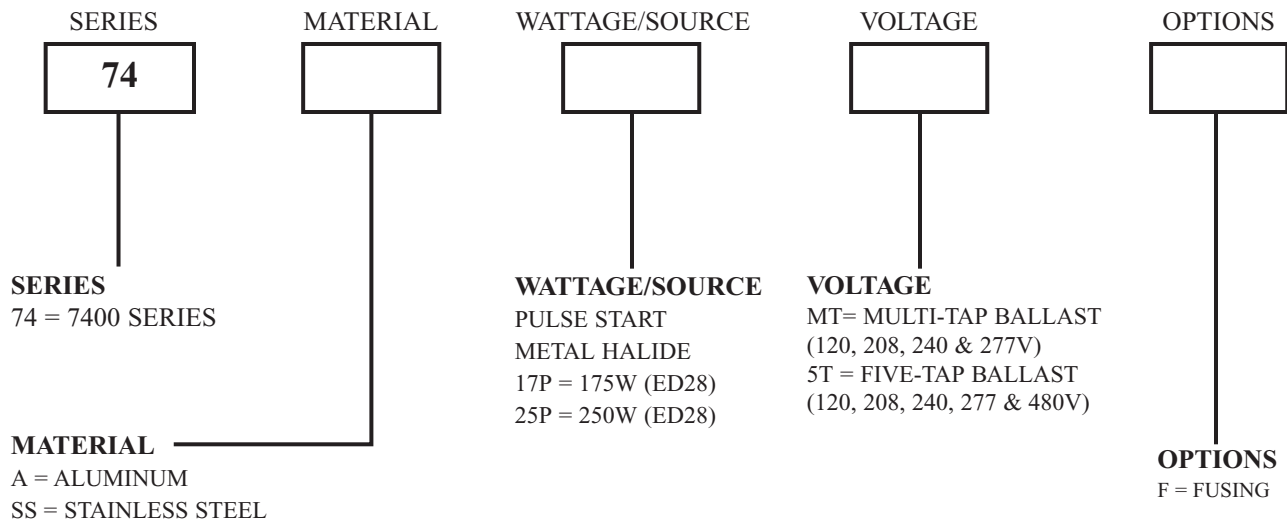 SERIES MATERIAL WATTAGE/SOURCE VOLTAGE OPTIONS
74
SERIES
74 = 7400 SERIES
MATERIAL
A = ALUMINUM
SS = STAINLESS STEEL
WATTAGE/SOURCE
PULSE START
METAL HALIDE
17P = 175W (ED28)
25P = 250W (ED28)
VOLTAGE
MT= MULTI-TAP BALLAST
(120, 208, 240 & 277V)
5T = FIVE-TAP BALLAST
(120, 208, 240, 277 & 480V)
OPTIONS
F = FUSING